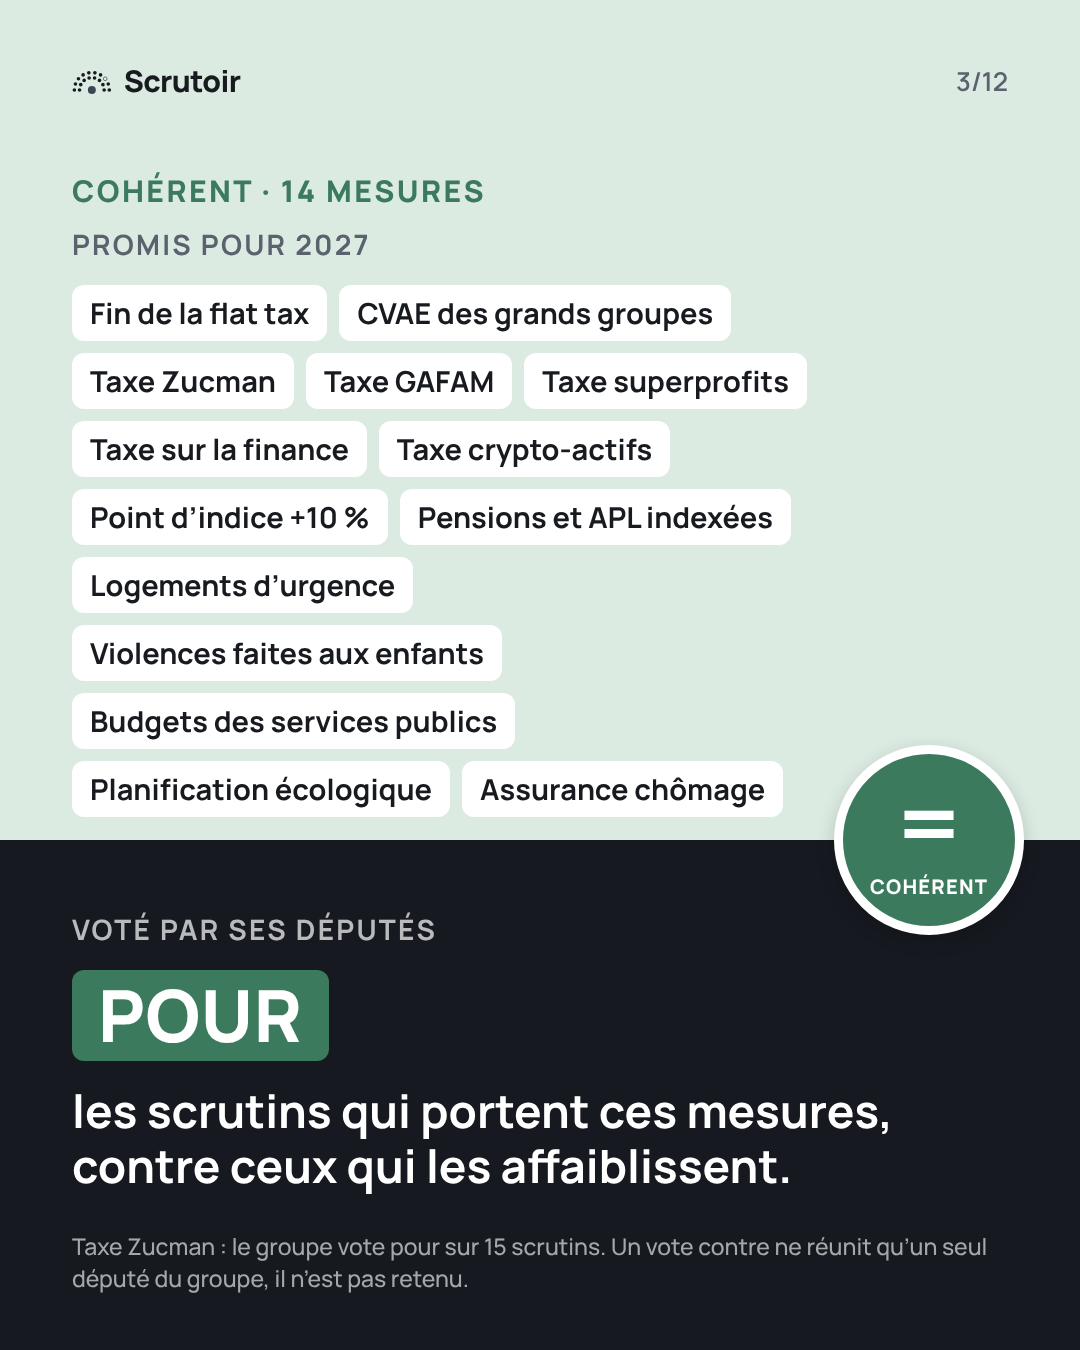 Scrutoir
3/12
COHÉRENT · 14 MESURES
PROMIS POUR 2027
Fin de la flat tax
CVAE des grands groupes
Taxe Zucman
Taxe GAFAM
Taxe superprofits
Taxe sur la finance
Taxe crypto-actifs
Point d’indice +10 %
Pensions et APL indexées
Logements d’urgence
Violences faites aux enfants
Budgets des services publics
Planification écologique
Assurance chômage
=
COHÉRENT
VOTÉ PAR SES DÉPUTÉS
POUR
les scrutins qui portent ces mesures,
contre ceux qui les affaiblissent.
Taxe Zucman : le groupe vote pour sur 15 scrutins. Un vote contre ne réunit qu’un seul
député du groupe, il n’est pas retenu.